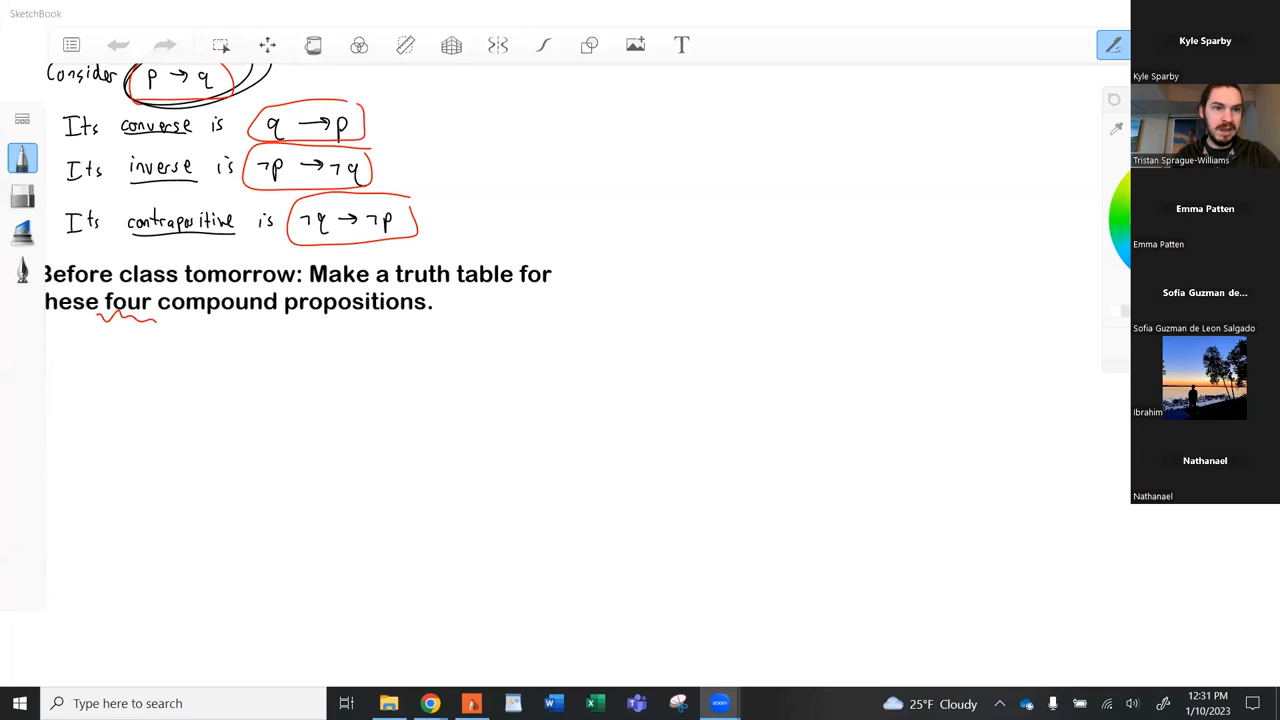 SketchBook
Consider p → q
Its converse is q → p
Its inverse is ¬p → ¬q
Its contrapositive is ¬q → ¬p
Before class tomorrow: Make a truth table for
hese four compound propositions.
Kyle Sparby
Kyle Sparby
Tristan Sprague-Williams
Emma Patten
Emma Patten
Sofia Guzman de...
Sofia Guzman de Leon Salgado
Ibrahim
Nathanael
Nathanael
Type here to search
zoom
25°F Cloudy
12:31 PM
1/10/2023